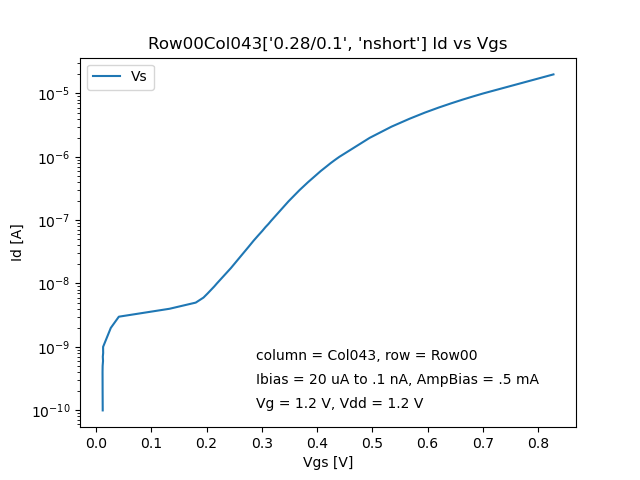 Row00Col043['0.28/0.1', 'nshort'] Id vs Vgs
Vs
10⁻⁵
10⁻⁶
10⁻⁷
10⁻⁸
10⁻⁹
10⁻¹⁰
Id [A]
column = Col043, row = Row00
Ibias = 20 uA to .1 nA, AmpBias = .5 mA
Vg = 1.2 V, Vdd = 1.2 V
0.0 0.1 0.2 0.3 0.4 0.5 0.6 0.7 0.8
Vgs [V]